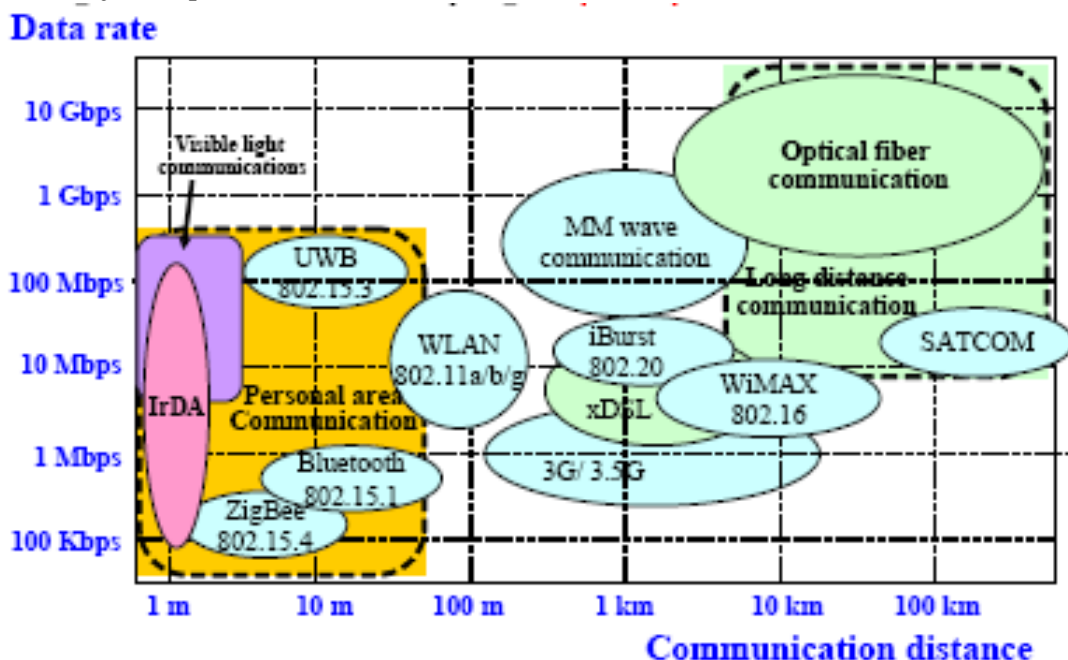 Data rate
10 Gbps
Visible light
communications
Optical fiber
communication
1 Gbps
MM wave
communication
UWB
802.15.3
100 Mbps
Long distance
communication
iBurst
802.20
WLAN
802.11a/b/g
SATCOM
10 Mbps
WiMAX
802.16
IrDA
Personal area
Communication
xDSL
1 Mbps
3G/ 3.5G
Bluetooth
802.15.1
ZigBee
802.15.4
100 Kbps
1 m
10 m
100 m
1 km
10 km
100 km
Communication distance